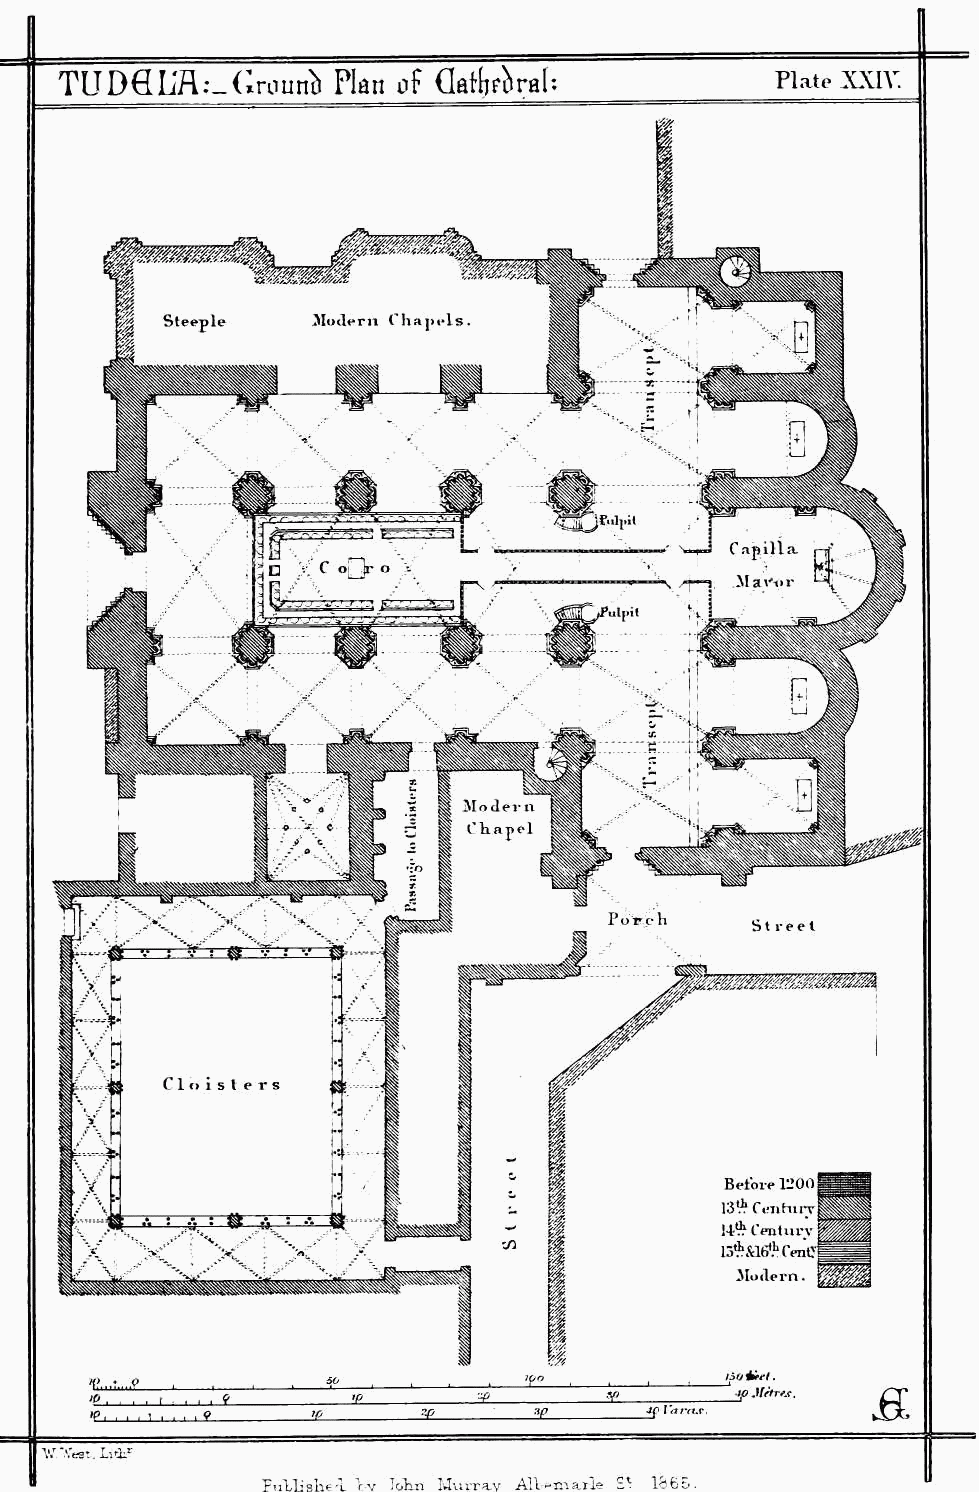 TUDELA:_ Ground Plan of Cathedral:
Plate XXIV.
Steeple
Modern Chapels.
Transept
Pulpit
Coro
Capilla
Mayor
Pulpit
Transept
Passage to Cloisters
Modern
Chapel
Porch
Street
Cloisters
Street
Before 1200
13th Century
14th Century
15th & 16th Centy
Modern.
10 0 50 100 150 Feet.
10 0 10 20 30 40 Mètres.
10 0 10 20 30 40 Varas.
W. West, Lithr
Published by John Murray Albemarle St. 1865.